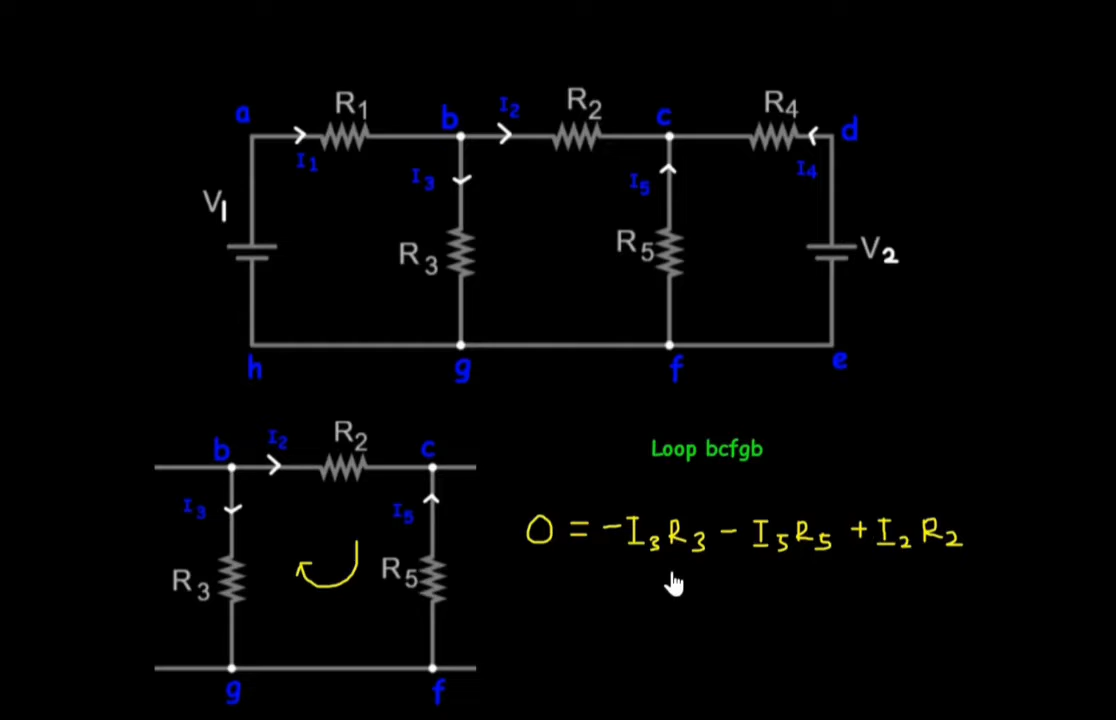 a R₁ b I₂ R₂ c R₄ d
I₁ I₃ I₅ I₄
V₁ R₃ R₅ V₂
h g f e
b I₂ R₂ c Loop bcfgb
I₃ I₅
0 = -I₃R₃ - I₅R₅ + I₂R₂
R₃ R₅
g f